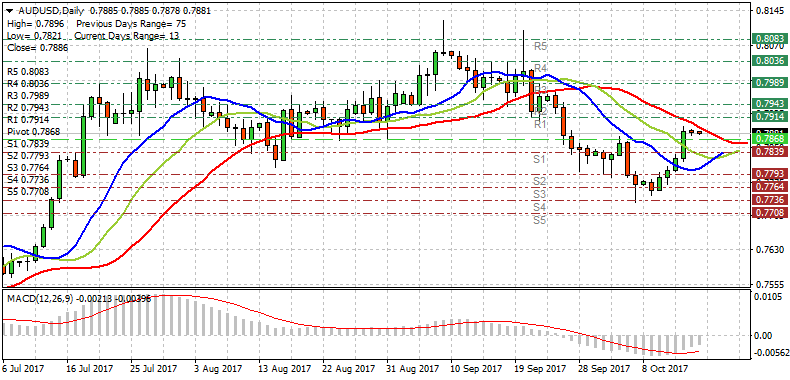 AUDUSD,Daily 0.7885 0.7885 0.7878 0.7881
High= 0.7896 Previous Days Range= 75
Low= 0.7821 Current Days Range= 13
Close= 0.7886
R5 0.8083
R4 0.8036
R3 0.7989
R2 0.7943
R1 0.7914
Pivot 0.7868
S1 0.7839
S2 0.7793
S3 0.7764
S4 0.7736
S5 0.7708
R5
R4
R1
S1
S2
S3
S4
S5
0.8145
0.8083
0.8070
0.8036
0.7989
0.7943
0.7914
0.7881
0.7868
0.7839
0.7793
0.7764
0.7736
0.7708
0.7630
0.7555
MACD(12,26,9) -0.00213 -0.00396
0.0105
0.00
-0.00562
6 Jul 2017
16 Jul 2017
25 Jul 2017
3 Aug 2017
13 Aug 2017
22 Aug 2017
31 Aug 2017
10 Sep 2017
19 Sep 2017
28 Sep 2017
8 Oct 2017